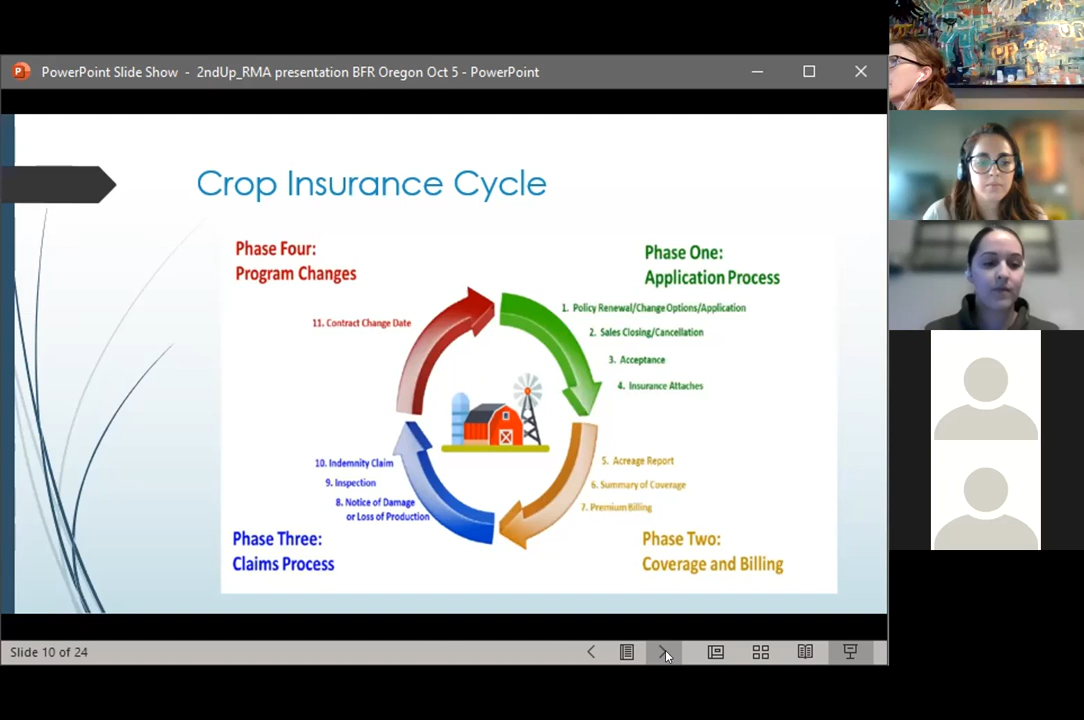 PowerPoint Slide Show - 2ndUp_RMA presentation BFR Oregon Oct 5 - PowerPoint
Crop Insurance Cycle
Phase Four:
Program Changes
11. Contract Change Date
Phase One:
Application Process
1. Policy Renewal/Change Options/Application
2. Sales Closing/Cancellation
3. Acceptance
4. Insurance Attaches
5. Acreage Report
6. Summary of Coverage
7. Premium Billing
Phase Two:
Coverage and Billing
10. Indemnity Claim
9. Inspection
8. Notice of Damage
or Loss of Production
Phase Three:
Claims Process
Slide 10 of 24